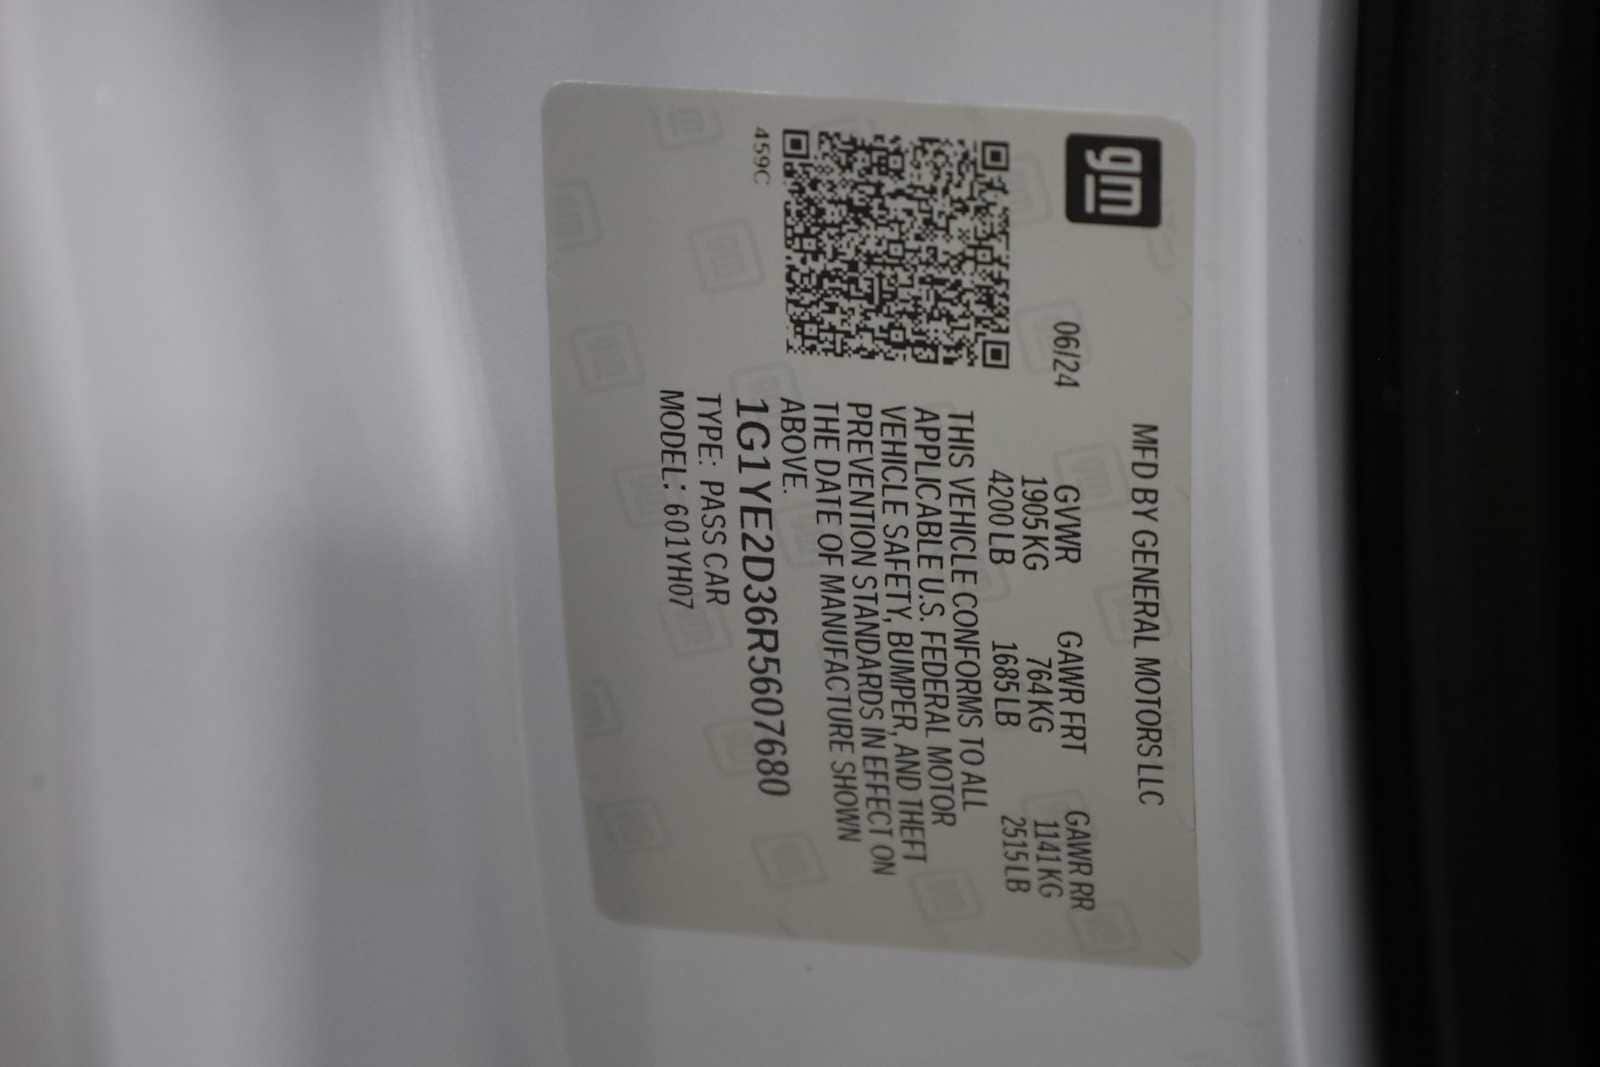 gm
MFD BY GENERAL MOTORS LLC
06/24
GVWR GAWR FRT GAWR RR
1905KG 764KG 1141KG
4200 LB 1685LB 2515LB
THIS VEHICLE CONFORMS TO ALL
APPLICABLE U.S. FEDERAL MOTOR
VEHICLE SAFETY, BUMPER, AND THEFT
PREVENTION STANDARDS IN EFFECT ON
THE DATE OF MANUFACTURE SHOWN
ABOVE.
459C
1G1YE2D36R5607680
TYPE: PASS CAR
MODEL: 601YH07